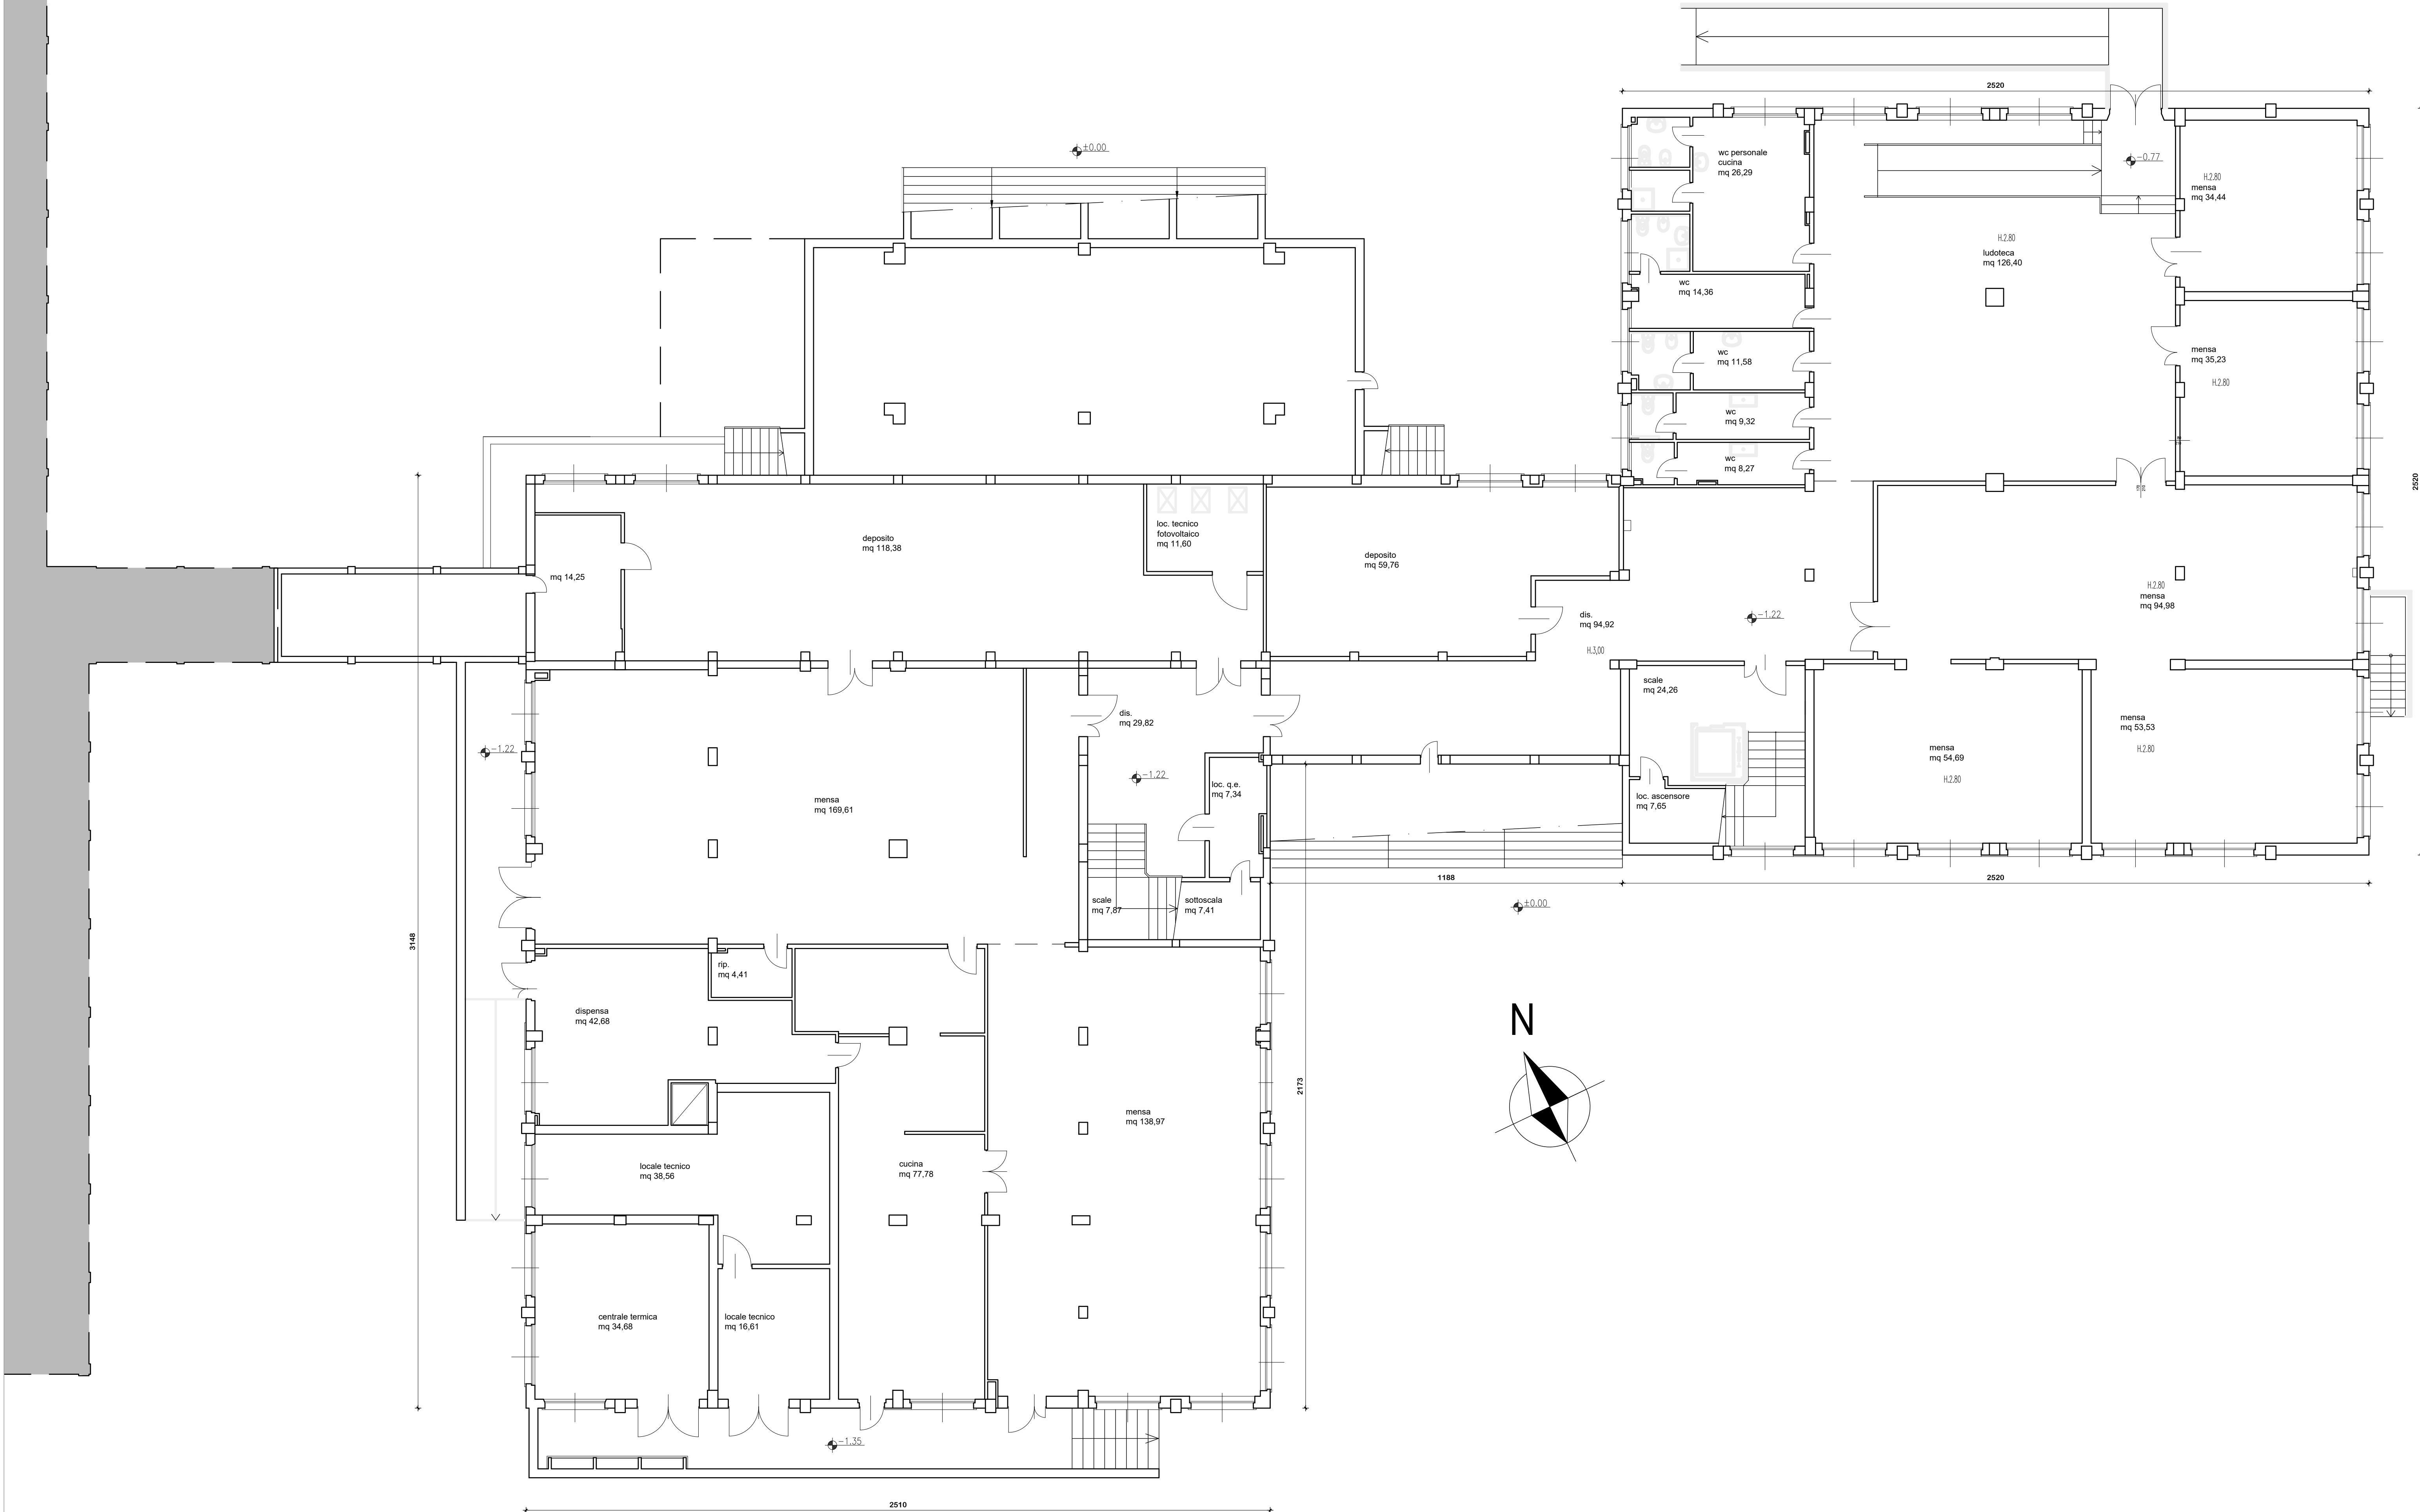 2520
±0.00
wc personale
cucina
mq 26,29
-0.77
H.2.80
mensa
mq 34,44
H.2.80
ludoteca
mq 126,40
wc
mq 14,36
wc
mq 11,58
mensa
mq 35,23
H.2.80
wc
mq 9,32
wc
mq 8,27
2520
deposito
mq 118,38
loc. tecnico
fotovoltaico
mq 11,60
deposito
mq 59,76
mq 14,25
dis.
mq 94,92
H.3,00
-1.22
H.2.80
mensa
mq 94,98
scale
mq 24,26
dis.
mq 29,82
-1.22
-1.22
mensa
mq 169,61
loc. q.e.
mq 7,34
loc. ascensore
mq 7,65
mensa
mq 54,69
H.2.80
mensa
mq 53,53
H.2.80
scale
mq 7,87
sottoscala
mq 7,41
1188
2520
±0.00
3148
rip.
mq 4,41
dispensa
mq 42,68
N
2173
mensa
mq 138,97
locale tecnico
mq 38,56
cucina
mq 77,78
centrale termica
mq 34,68
locale tecnico
mq 16,61
-1.35
2510